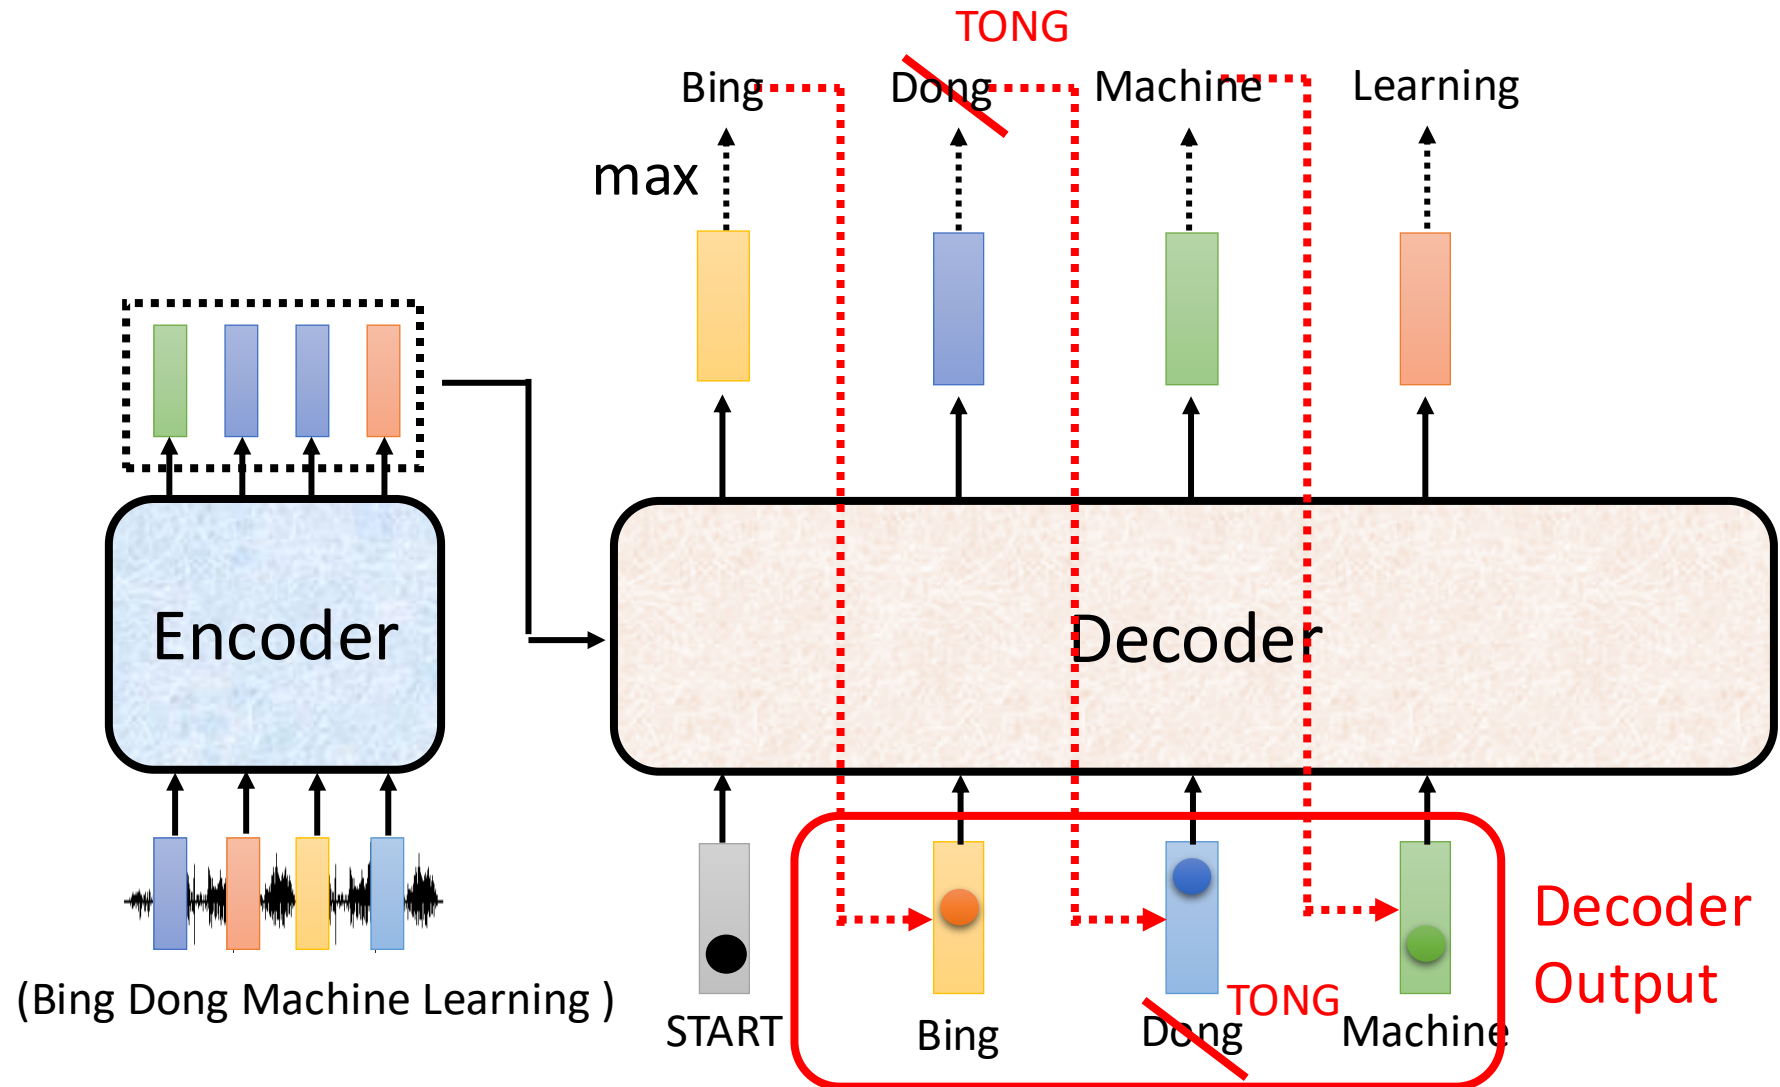 TONG
Bing Dong Machine Learning
max
Encoder
Decoder
(Bing Dong Machine Learning )
START Bing Dong TONG Machine
Decoder
Output